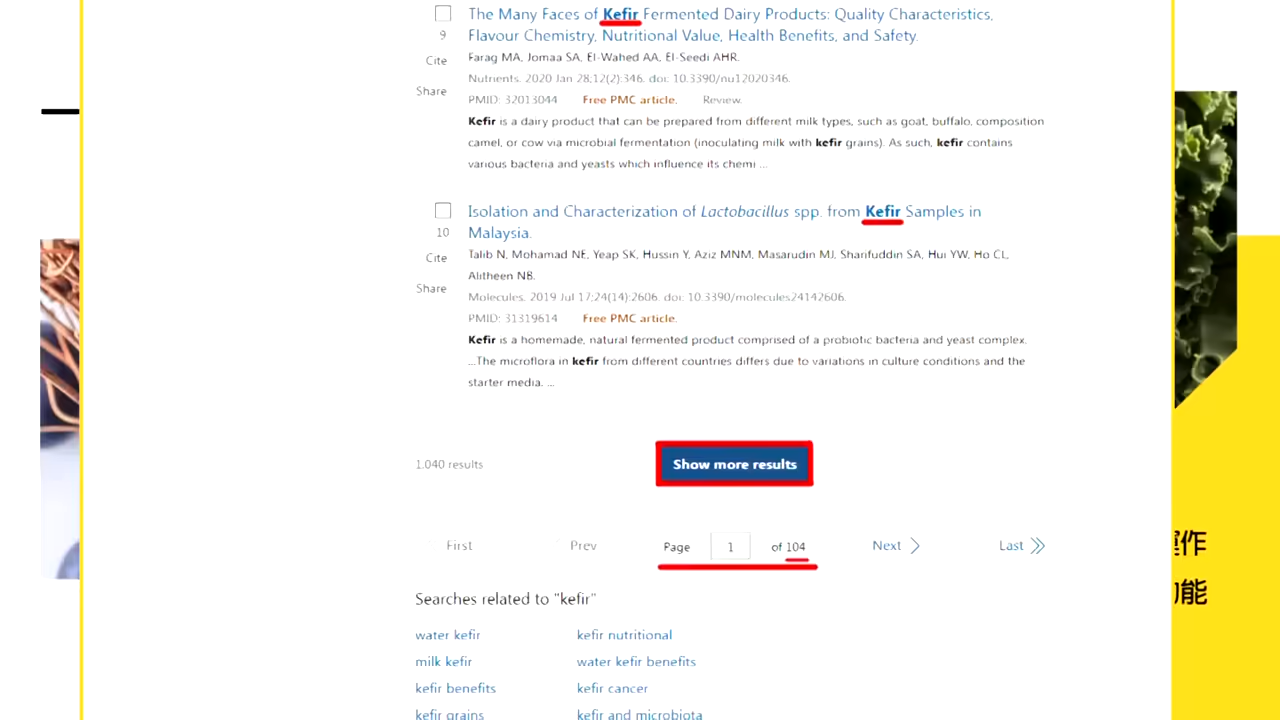 The Many Faces of Kefir Fermented Dairy Products: Quality Characteristics,
9
Flavour Chemistry, Nutritional Value, Health Benefits, and Safety.
Cite
Farag MA, Jomaa SA, El-Wahed AA, El-Seedi AHR.
Nutrients. 2020 Jan 28;12(2):346. doi: 10.3390/nu12020346.
Share
PMID: 32013044 Free PMC article. Review.
Kefir is a dairy product that can be prepared from different milk types, such as goat, buffalo, composition
camel, or cow via microbial fermentation (inoculating milk with kefir grains). As such, kefir contains
various bacteria and yeasts which influence its chemi ...
Isolation and Characterization of Lactobacillus spp. from Kefir Samples in
10
Malaysia.
Cite
Talib N, Mohamad NE, Yeap SK, Hussin Y, Aziz MNM, Masarudin MJ, Sharifuddin SA, Hui YW, Ho CL,
Alitheen NB.
Share
Molecules. 2019 Jul 17;24(14):2606. doi: 10.3390/molecules24142606.
PMID: 31319614 Free PMC article.
Kefir is a homemade, natural fermented product comprised of a probiotic bacteria and yeast complex.
...The microflora in kefir from different countries differs due to variations in culture conditions and the
starter media. ...
1.040 results
Show more results
First Prev Page 1 of 104 Next Last
作
能
Searches related to "kefir"
water kefir kefir nutritional
milk kefir water kefir benefits
kefir benefits kefir cancer
kefir grains kefir and microbiota